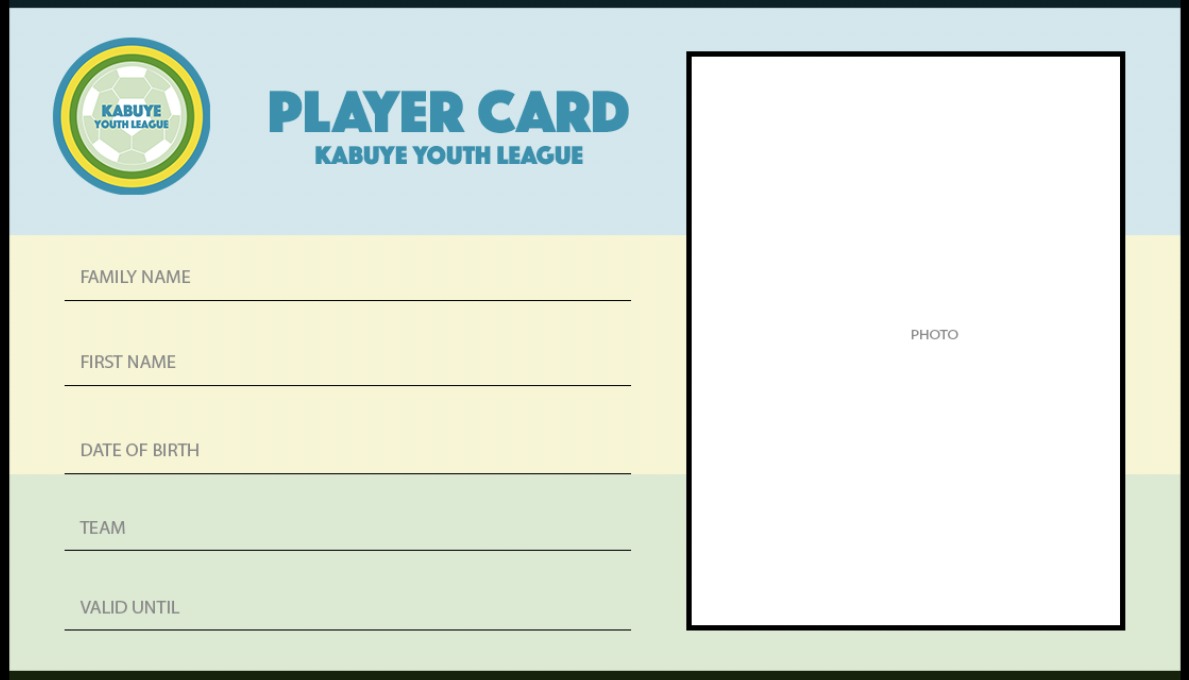 KABUYE
YOUTH LEAGUE
PLAYER CARD
KABUYE YOUTH LEAGUE
FAMILY NAME
FIRST NAME
DATE OF BIRTH
TEAM
VALID UNTIL
PHOTO